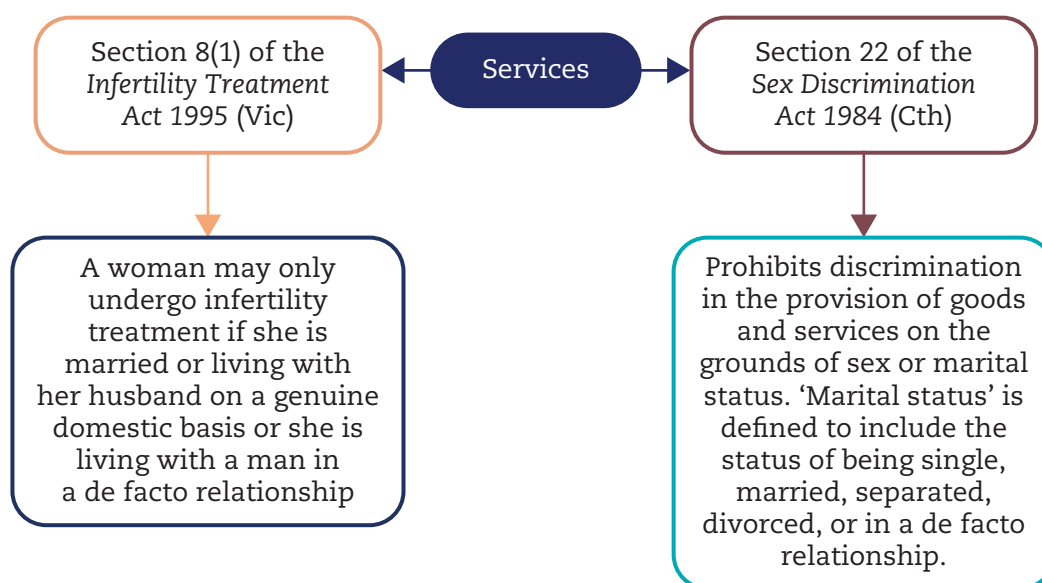 Section 8(1) of the
Infertility Treatment
Act 1995 (Vic)
Services
Section 22 of the
Sex Discrimination
Act 1984 (Cth)
A woman may only
undergo infertility
treatment if she is
married or living with
her husband on a genuine
domestic basis or she is
living with a man in
a de facto relationship
Prohibits discrimination
in the provision of goods
and services on the
grounds of sex or marital
status. ‘Marital status’ is
defined to include the
status of being single,
married, separated,
divorced, or in a de facto
relationship.